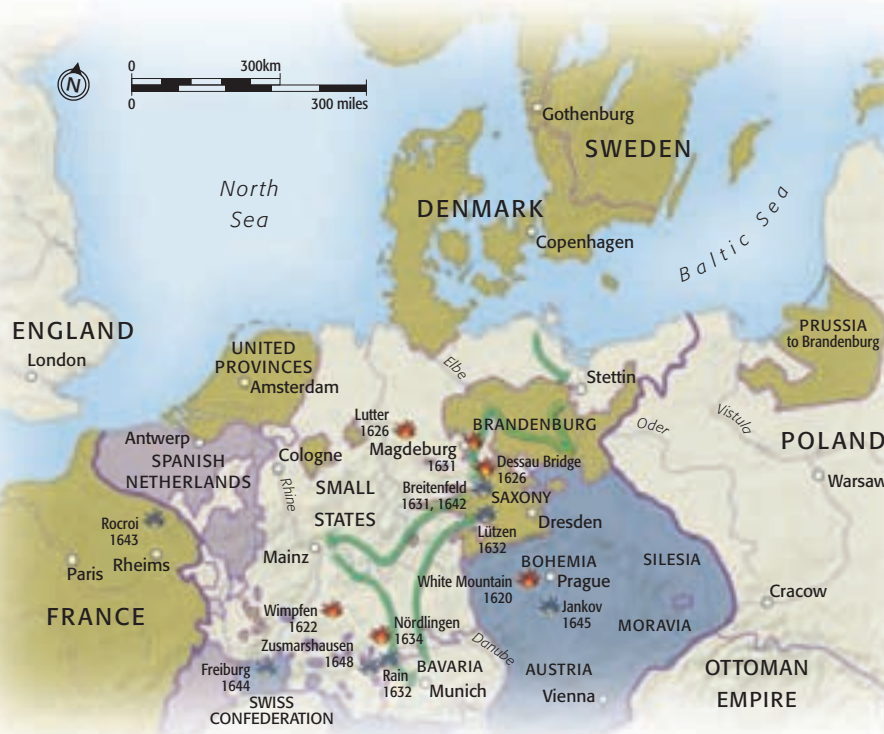 N
0
300km
0
300 miles
Gothenburg
SWEDEN
North
Sea
DENMARK
Copenhagen
Baltic Sea
ENGLAND
London
UNITED
PROVINCES
Amsterdam
Elbe
Stettin
PRUSSIA
to Brandenburg
Lutter
1626
BRANDENBURG
Oder
Vistula
POLAND
Antwerp
SPANISH
NETHERLANDS
Cologne
Magdeburg
1631
Dessau Bridge
1626
Warsaw
Rhine
SMALL
STATES
Breitenfeld
1631, 1642
SAXONY
Rocroi
1643
Lützen
1632
Dresden
Paris
Rheims
Mainz
BOHEMIA
SILESIA
White Mountain
1620
Prague
Cracow
FRANCE
Wimpfen
1622
Nördlingen
1634
Jankov
1645
MORAVIA
Zusmarshausen
1648
Danube
Freiburg
1644
Rain
1632
BAVARIA
Munich
AUSTRIA
Vienna
OTTOMAN
EMPIRE
SWISS
CONFEDERATION